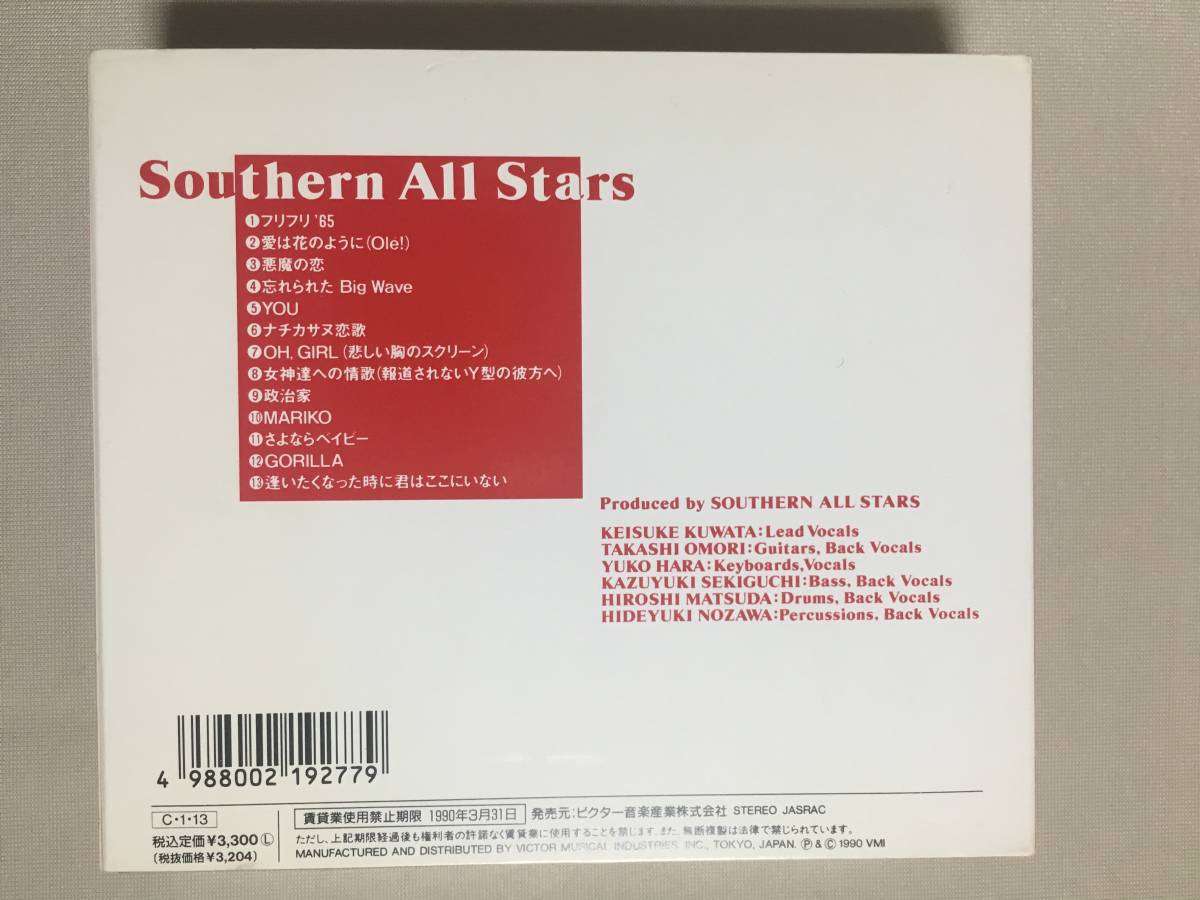 Southern All Stars
❶フリフリ'65
❷愛は花のように(Olé!)
❸悪魔の恋
❹忘れられた Big Wave
❺YOU
❻ナチカサヌ恋歌
❼OH, GIRL (悲しい胸のスクリーン)
❽女神達への情歌(報道されないY型の彼方へ)
❾政治家
❿MARIKO
⓫さよならベイビー
⓬GORILLA
⓭逢いたくなった時に君はここにいない
Produced by SOUTHERN ALL STARS
KEISUKE KUWATA:Lead Vocals
TAKASHI OMORI:Guitars, Back Vocals
YUKO HARA:Keyboards,Vocals
KAZUYUKI SEKIGUCHI:Bass, Back Vocals
HIROSHI MATSUDA:Drums, Back Vocals
HIDEYUKI NOZAWA:Percussions, Back Vocals
4 988002 192779
C・1・13 賃貸業使用禁止期限 1990年3月31日 発売元:ビクター音楽産業株式会社 STEREO JASRAC
税込定価¥3,300Ⓛ ただし、上記期限経過後も権利者の許諾なく賃貸業に使用することを禁じます。また、無断複製は法律で禁じられています。
(税抜価格¥3,204) MANUFACTURED AND DISTRIBUTED BY VICTOR MUSICAL INDUSTRIES, INC., TOKYO, JAPAN. Ⓟ & Ⓒ 1990 VMI